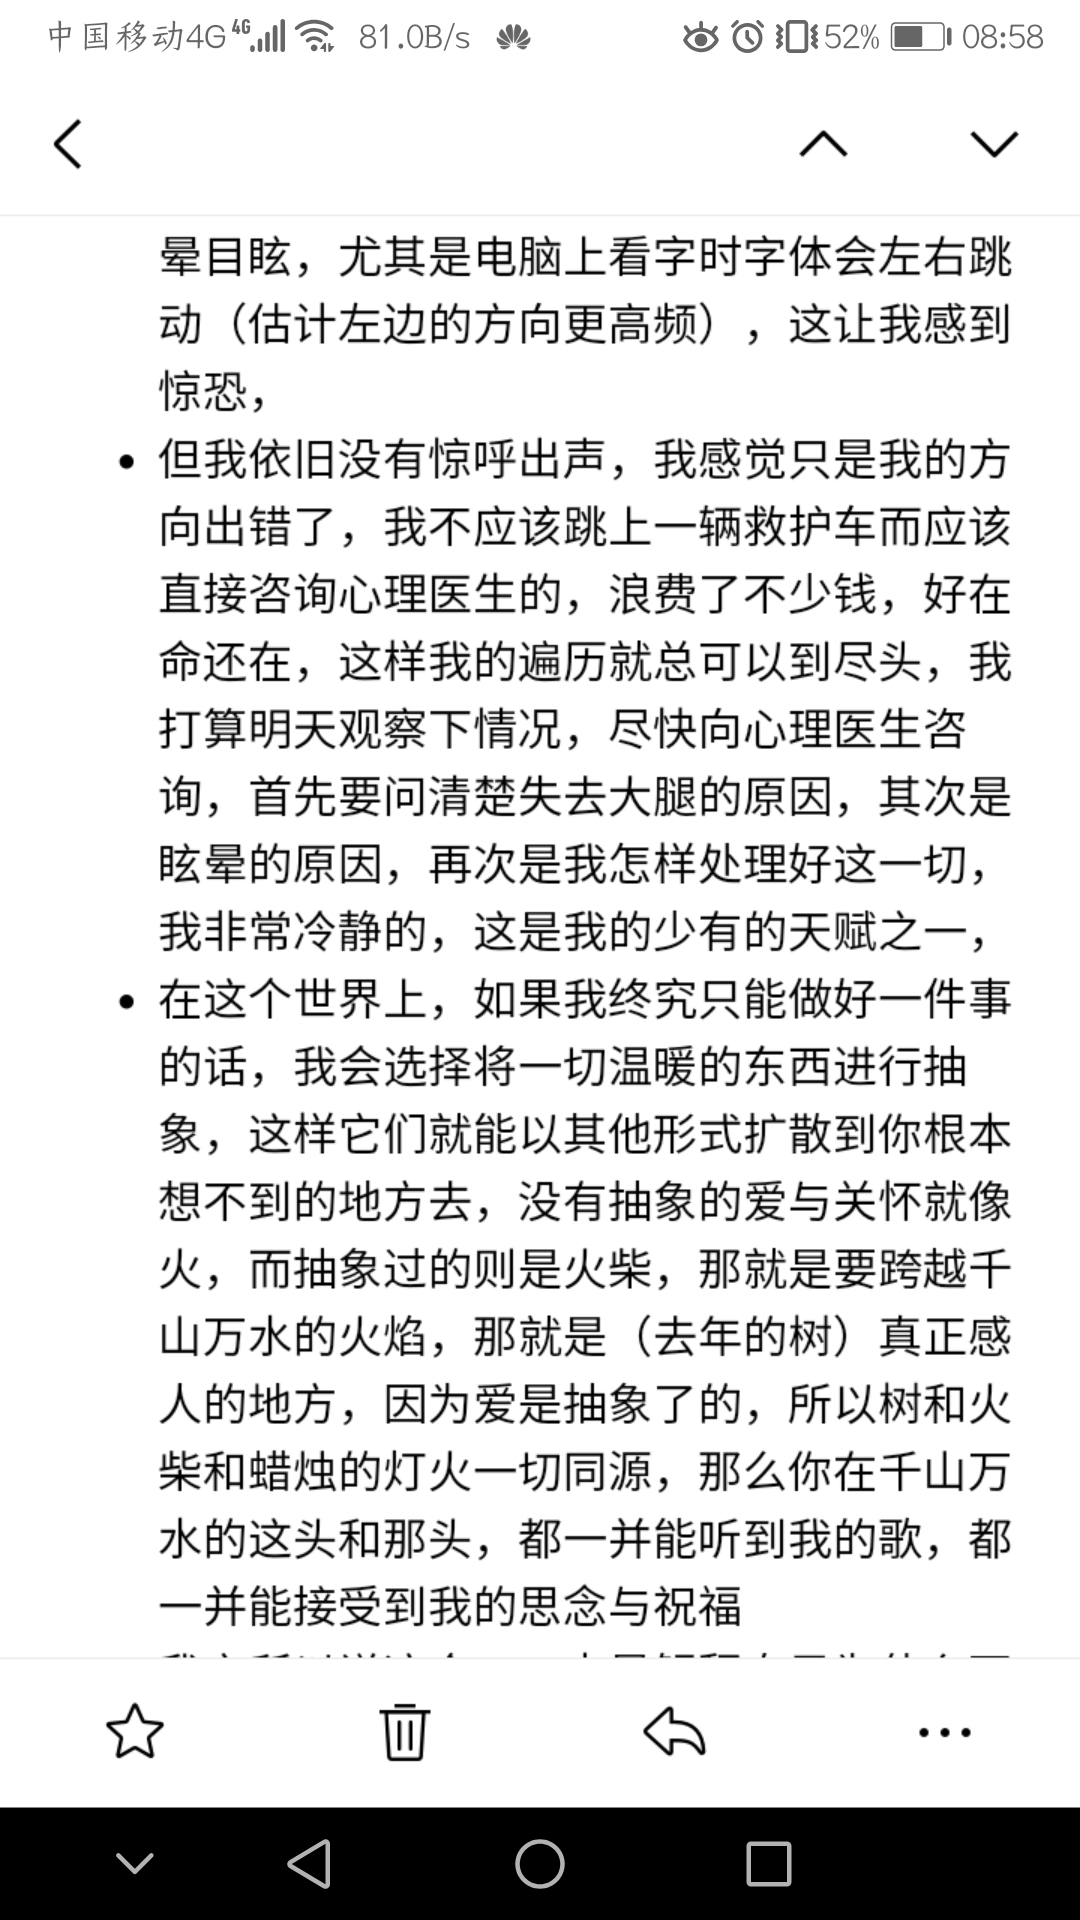 中国移动4G 4G 81.0B/s 52% 08:58
晕目眩，尤其是电脑上看字时字体会左右跳
动（估计左边的方向更高频），这让我感到
惊恐，
但我依旧没有惊呼出声，我感觉只是我的方
向出错了，我不应该跳上一辆救护车而应该
直接咨询心理医生的，浪费了不少钱，好在
命还在，这样我的遍历就总可以到尽头，我
打算明天观察下情况，尽快向心理医生咨
询，首先要问清楚失去大腿的原因，其次是
眩晕的原因，再次是我怎样处理好这一切，
我非常冷静的，这是我的少有的天赋之一，
在这个世界上，如果我终究只能做好一件事
的话，我会选择将一切温暖的东西进行抽
象，这样它们就能以其他形式扩散到你根本
想不到的地方去，没有抽象的爱与关怀就像
火，而抽象过的则是火柴，那就是要跨越千
山万水的火焰，那就是（去年的树）真正感
人的地方，因为爱是抽象了的，所以树和火
柴和蜡烛的灯火一切同源，那么你在千山万
水的这头和那头，都一并能听到我的歌，都
一并能接受到我的思念与祝福